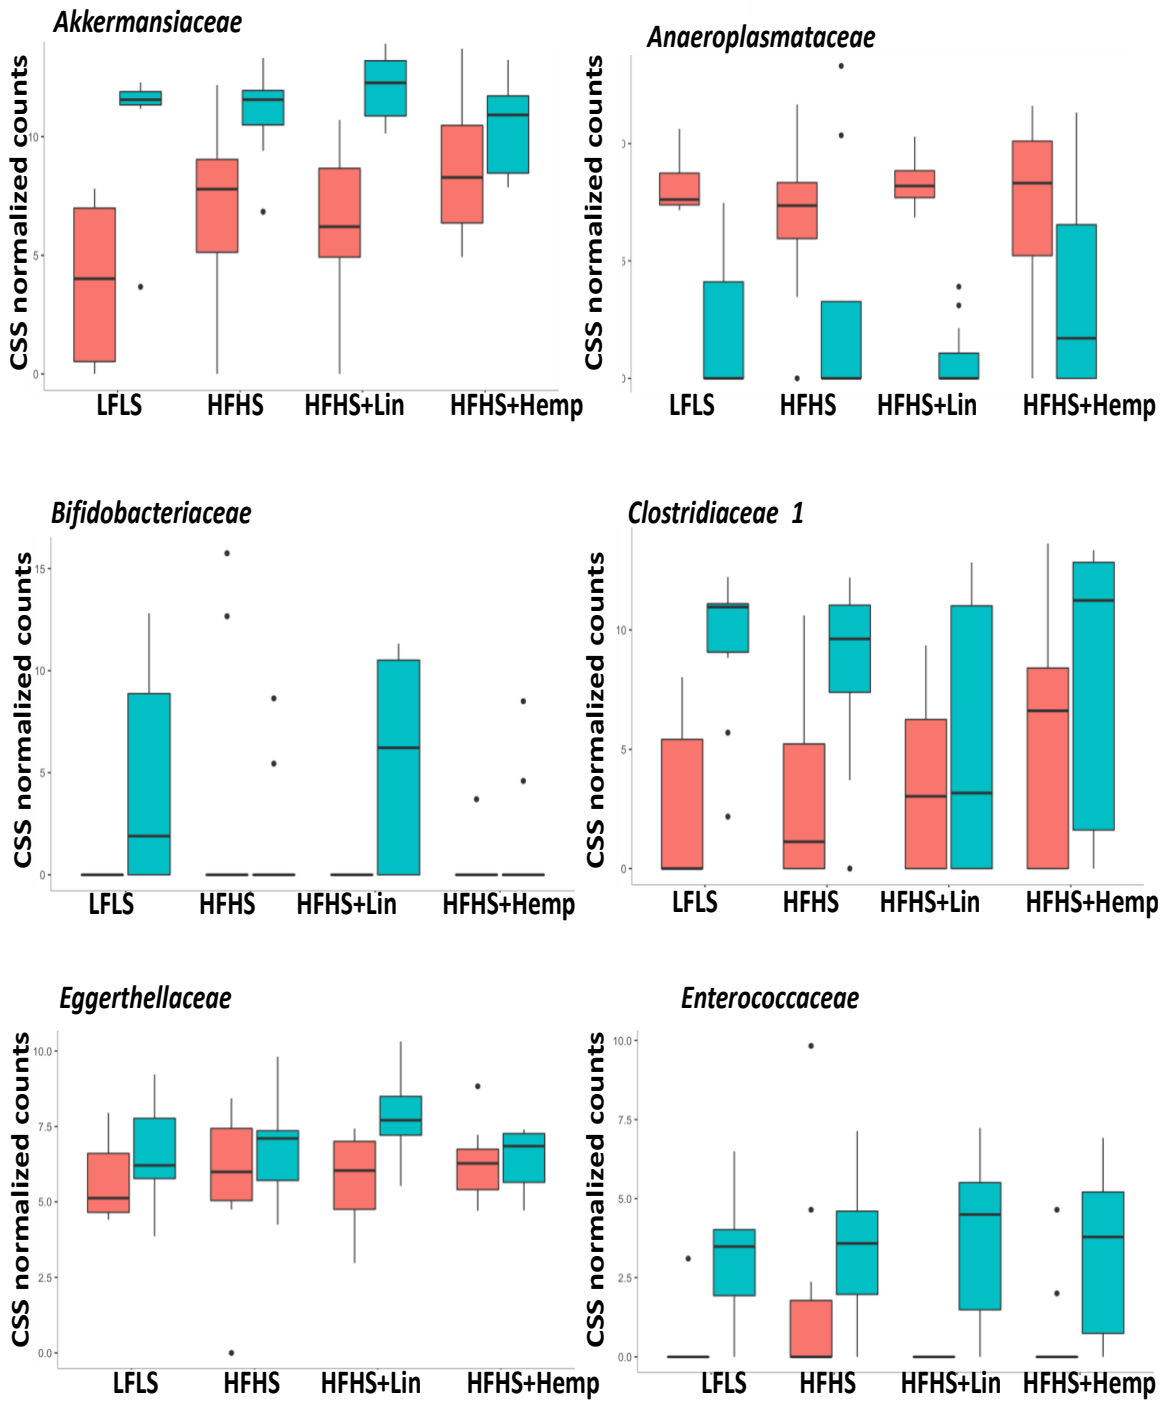 Akkermansiaceae
CSS normalized counts
10
5
0
LFLS HFHS HFHS+Lin HFHS+Hemp
Anaeroplasmataceae
CSS normalized counts
LFLS HFHS HFHS+Lin HFHS+Hemp
Bifidobacteriaceae
CSS normalized counts
15
10
5
0
LFLS HFHS HFHS+Lin HFHS+Hemp
Clostridiaceae 1
CSS normalized counts
10
5
0
LFLS HFHS HFHS+Lin HFHS+Hemp
Eggerthellaceae
CSS normalized counts
10.0
7.5
5.0
2.5
0.0
LFLS HFHS HFHS+Lin HFHS+Hemp
Enterococcaceae
CSS normalized counts
10.0
7.5
5.0
2.5
0.0
LFLS HFHS HFHS+Lin HFHS+Hemp